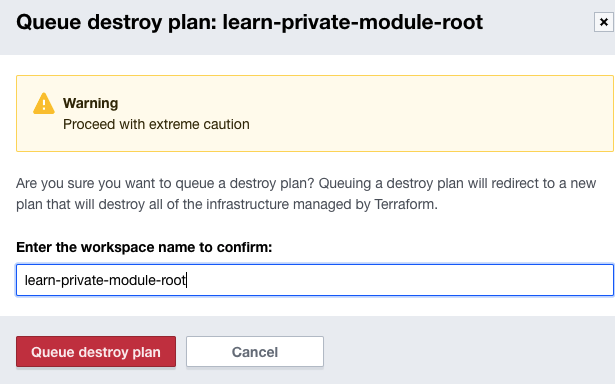 Queue destroy plan: learn-private-module-root
Warning
Proceed with extreme caution
Are you sure you want to queue a destroy plan? Queuing a destroy plan will redirect to a new
plan that will destroy all of the infrastructure managed by Terraform.
Enter the workspace name to confirm:
learn-private-module-root
Queue destroy plan
Cancel